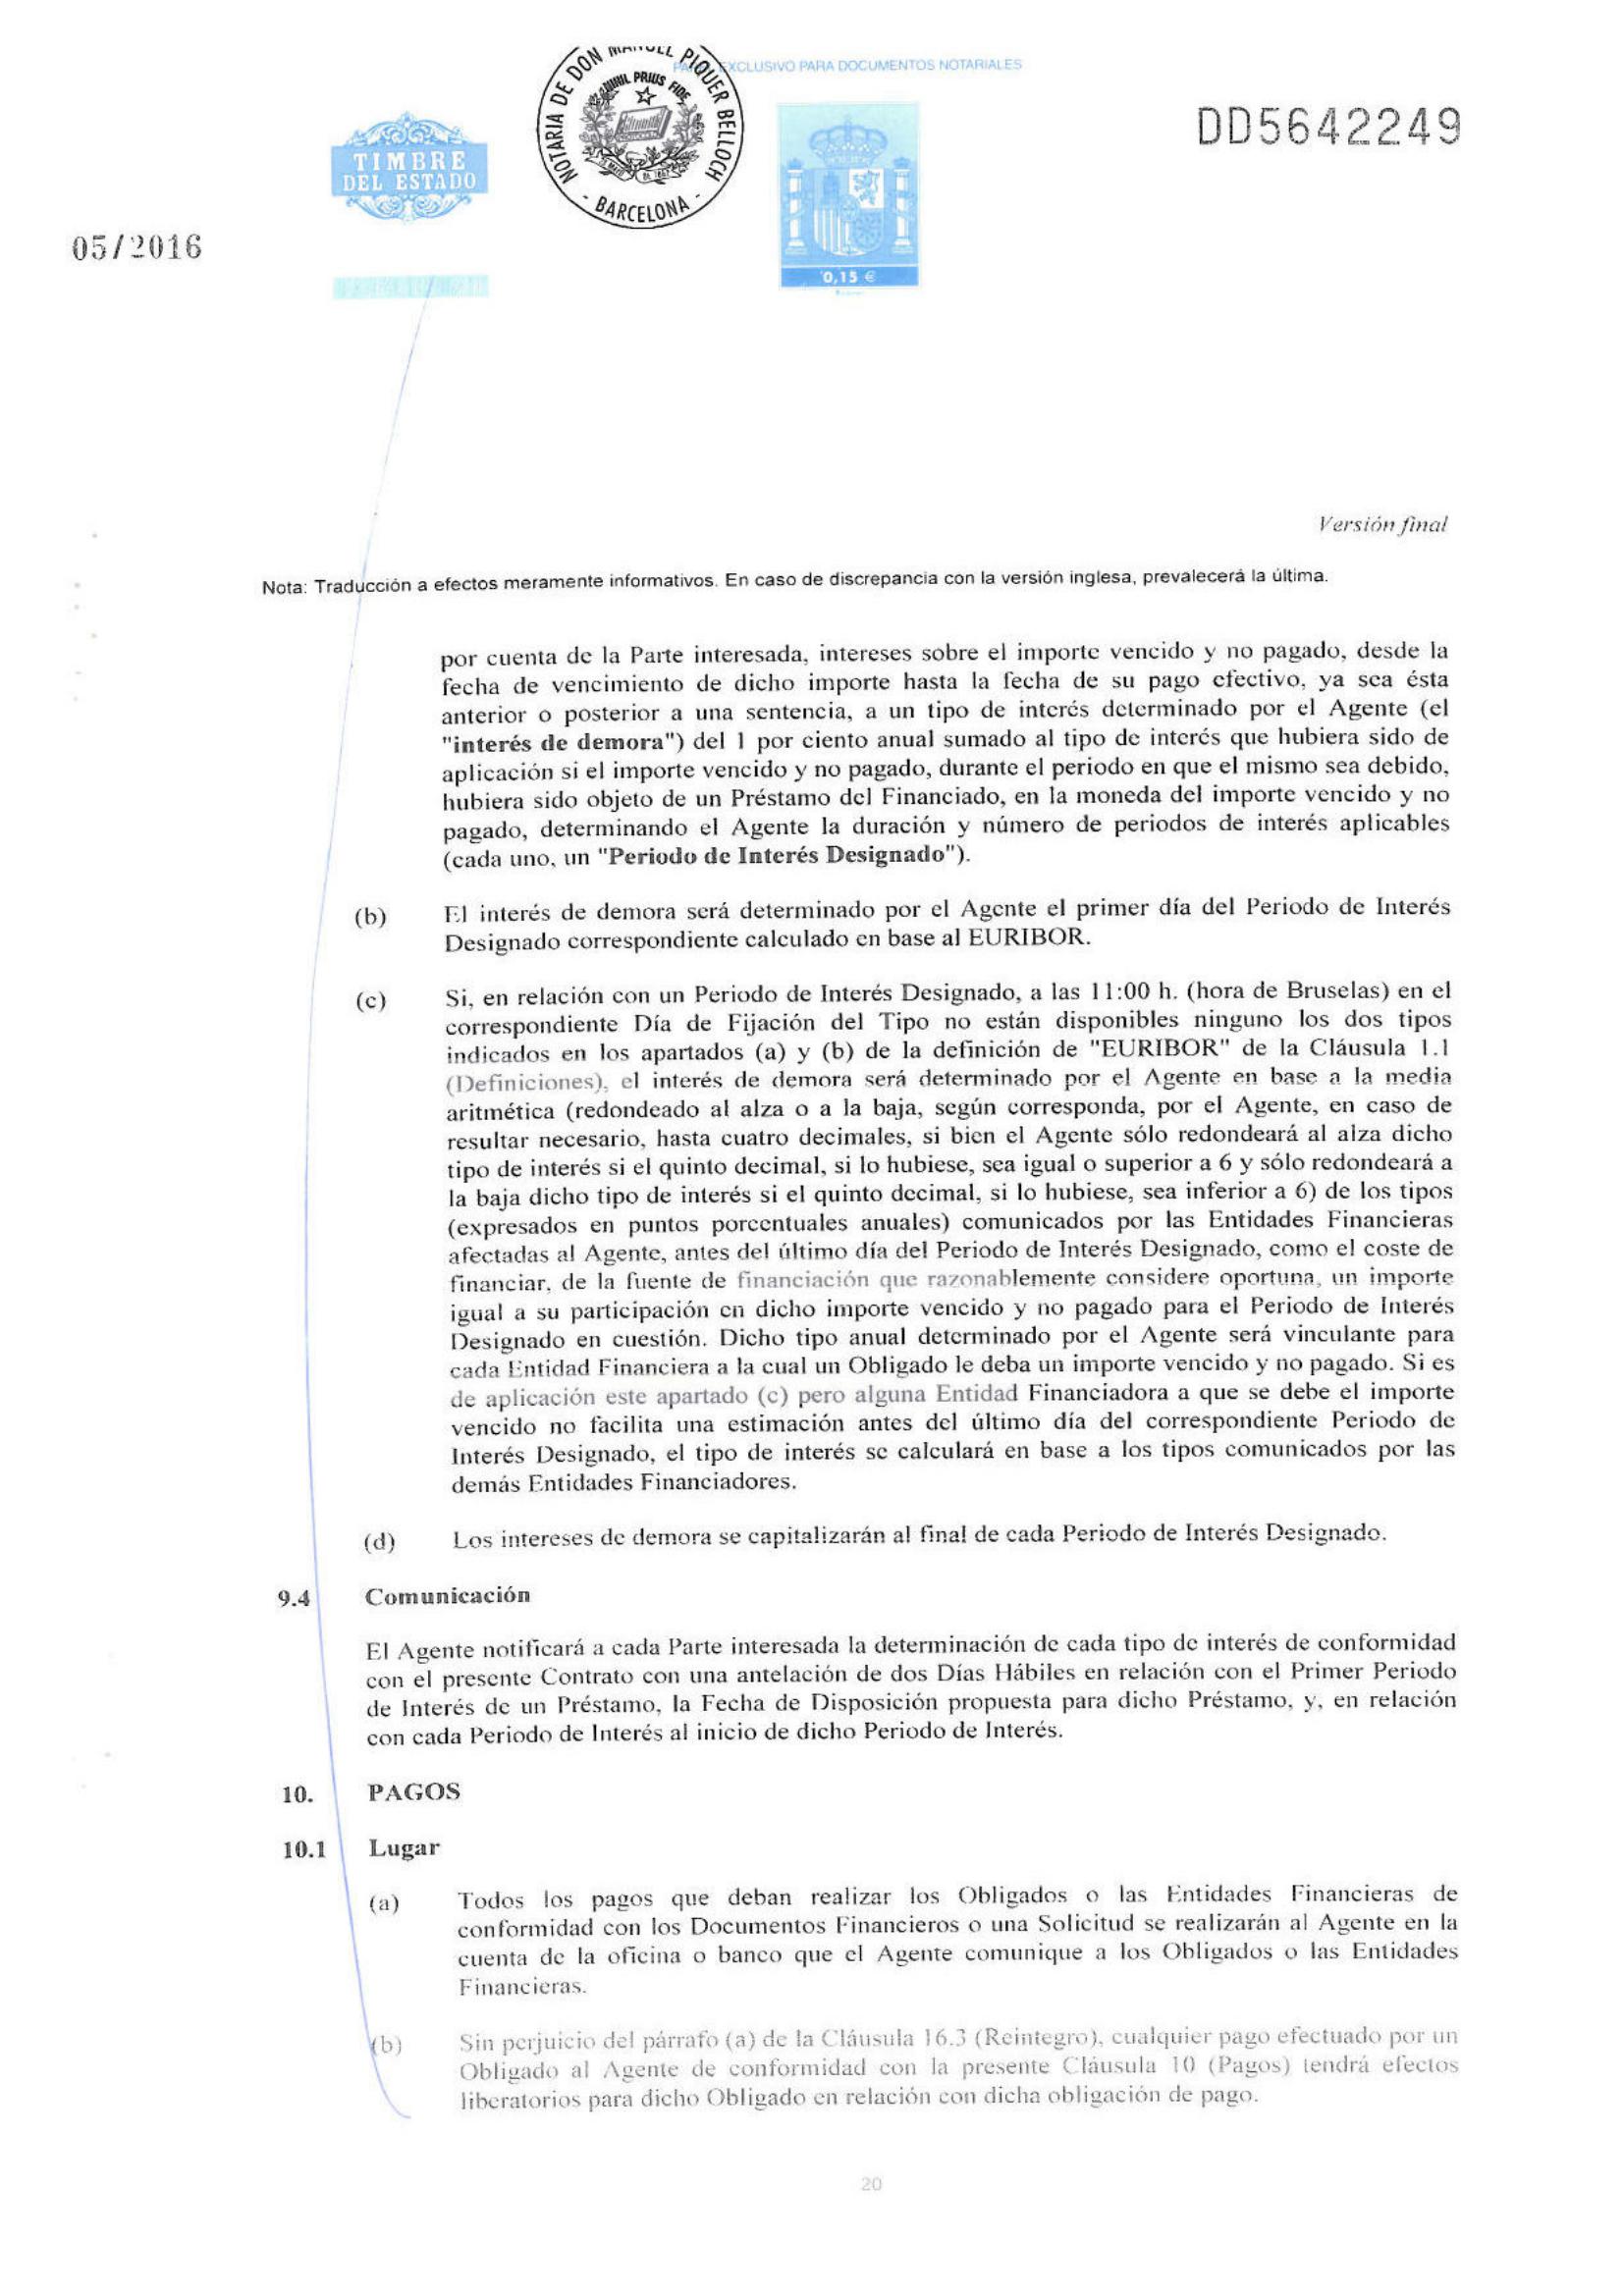 PAPEL EXCLUSIVO PARA DOCUMENTOS NOTARIALES
NOTARIA DE DON MANUEL PIQUER BELLOCH
NIHIL PRIUS FIDE
- BARCELONA -
TIMBRE
DEL ESTADO
DD5642249
05/2016
0,15 €
Versión final
Nota: Traducción a efectos meramente informativos. En caso de discrepancia con la versión inglesa, prevalecerá la última.
por cuenta de la Parte interesada, intereses sobre el importe vencido y no pagado, desde la
fecha de vencimiento de dicho importe hasta la fecha de su pago efectivo, ya sea ésta
anterior o posterior a una sentencia, a un tipo de interés determinado por el Agente (el
"interés de demora") del 1 por ciento anual sumado al tipo de interés que hubiera sido de
aplicación si el importe vencido y no pagado, durante el periodo en que el mismo sea debido,
hubiera sido objeto de un Préstamo del Financiado, en la moneda del importe vencido y no
pagado, determinando el Agente la duración y número de periodos de interés aplicables
(cada uno, un "Periodo de Interés Designado").
(b) El interés de demora será determinado por el Agente el primer día del Periodo de Interés
Designado correspondiente calculado en base al EURIBOR.
(c) Si, en relación con un Periodo de Interés Designado, a las 11:00 h. (hora de Bruselas) en el
correspondiente Día de Fijación del Tipo no están disponibles ninguno los dos tipos
indicados en los apartados (a) y (b) de la definición de "EURIBOR" de la Cláusula 1.1
(Definiciones), el interés de demora será determinado por el Agente en base a la media
aritmética (redondeado al alza o a la baja, según corresponda, por el Agente, en caso de
resultar necesario, hasta cuatro decimales, si bien el Agente sólo redondeará al alza dicho
tipo de interés si el quinto decimal, si lo hubiese, sea igual o superior a 6 y sólo redondeará a
la baja dicho tipo de interés si el quinto decimal, si lo hubiese, sea inferior a 6) de los tipos
(expresados en puntos porcentuales anuales) comunicados por las Entidades Financieras
afectadas al Agente, antes del último día del Periodo de Interés Designado, como el coste de
financiar, de la fuente de financiación que razonablemente considere oportuna, un importe
igual a su participación en dicho importe vencido y no pagado para el Periodo de Interés
Designado en cuestión. Dicho tipo anual determinado por el Agente será vinculante para
cada Entidad Financiera a la cual un Obligado le deba un importe vencido y no pagado. Si es
de aplicación este apartado (c) pero alguna Entidad Financiadora a que se debe el importe
vencido no facilita una estimación antes del último día del correspondiente Periodo de
Interés Designado, el tipo de interés se calculará en base a los tipos comunicados por las
demás Entidades Financiadores.
(d) Los intereses de demora se capitalizarán al final de cada Periodo de Interés Designado.
9.4 Comunicación
El Agente notificará a cada Parte interesada la determinación de cada tipo de interés de conformidad
con el presente Contrato con una antelación de dos Días Hábiles en relación con el Primer Periodo
de Interés de un Préstamo, la Fecha de Disposición propuesta para dicho Préstamo, y, en relación
con cada Periodo de Interés al inicio de dicho Periodo de Interés.
10. PAGOS
10.1 Lugar
(a) Todos los pagos que deban realizar los Obligados o las Entidades Financieras de
conformidad con los Documentos Financieros o una Solicitud se realizarán al Agente en la
cuenta de la oficina o banco que el Agente comunique a los Obligados o las Entidades
Financieras.
(b) Sin perjuicio del párrafo (a) de la Cláusula 16.3 (Reintegro), cualquier pago efectuado por un
Obligado al Agente de conformidad con la presente Cláusula 10 (Pagos) tendrá efectos
liberatorios para dicho Obligado en relación con dicha obligación de pago.
20